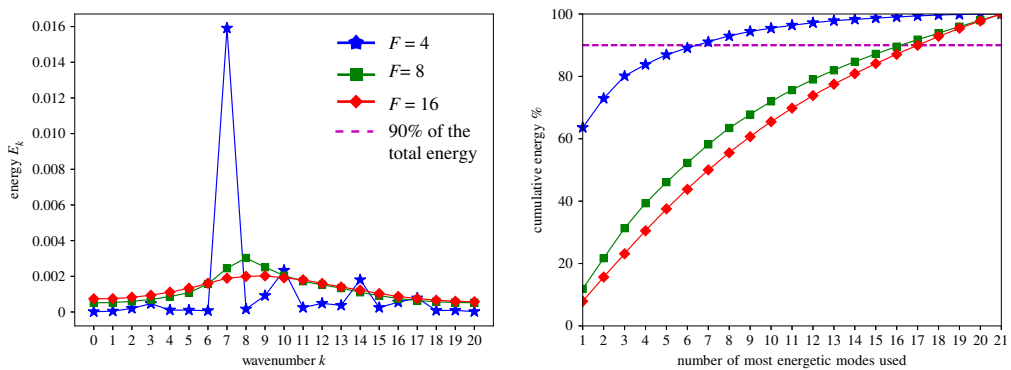 0.016
0.014
0.012
0.010
0.008
0.006
0.004
0.002
0
energy E_k
F = 4
F = 8
F = 16
90% of the
total energy
0 1 2 3 4 5 6 7 8 9 10 11 12 13 14 15 16 17 18 19 20
wavenumber k
100
80
60
40
20
0
cumulative energy %
1 2 3 4 5 6 7 8 9 10 11 12 13 14 15 16 17 18 19 20 21
number of most energetic modes used